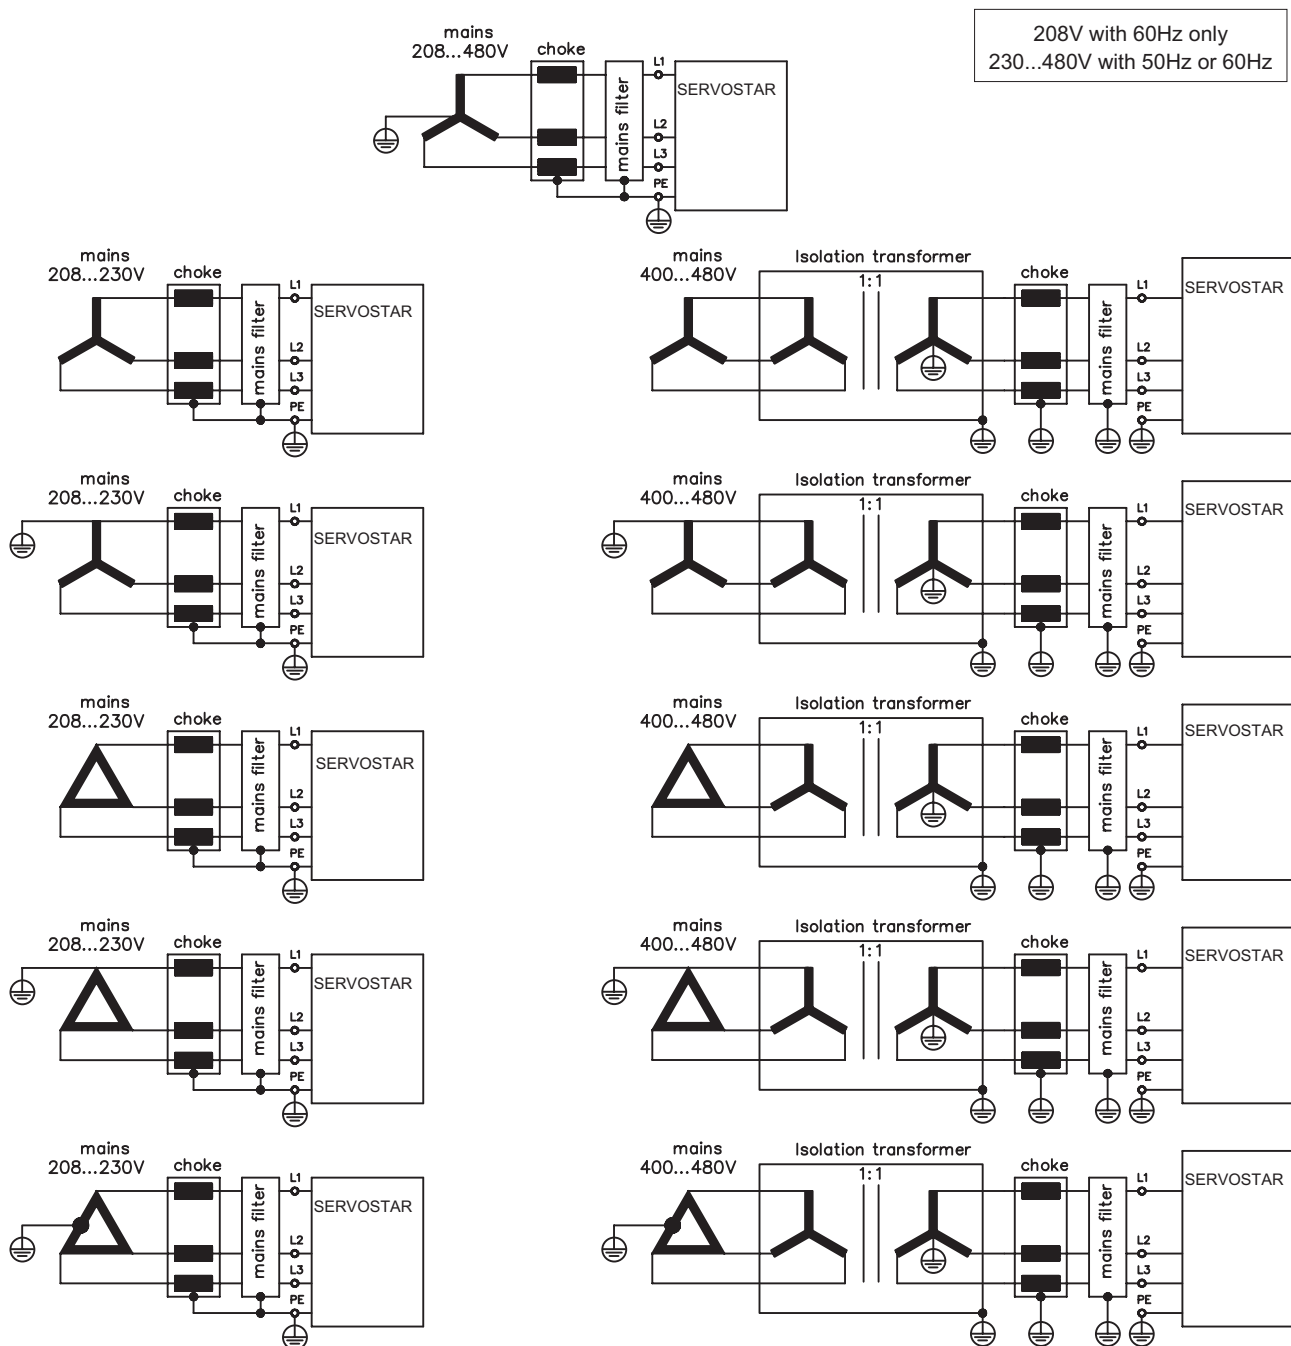 208V with 60Hz only
230...480V with 50Hz or 60Hz
mains
208...480V
choke
mains filter
L1
L2
L3
PE
SERVOSTAR
mains
208...230V
choke
mains filter
L1
L2
L3
PE
SERVOSTAR
mains
400...480V
Isolation transformer
1:1
choke
mains filter
L1
L2
L3
PE
SERVOSTAR
mains
208...230V
choke
mains filter
L1
L2
L3
PE
SERVOSTAR
mains
400...480V
Isolation transformer
1:1
choke
mains filter
L1
L2
L3
PE
SERVOSTAR
mains
208...230V
choke
mains filter
L1
L2
L3
PE
SERVOSTAR
mains
400...480V
Isolation transformer
1:1
choke
mains filter
L1
L2
L3
PE
SERVOSTAR
mains
208...230V
choke
mains filter
L1
L2
L3
PE
SERVOSTAR
mains
400...480V
Isolation transformer
1:1
choke
mains filter
L1
L2
L3
PE
SERVOSTAR
mains
208...230V
choke
mains filter
L1
L2
L3
PE
SERVOSTAR
mains
400...480V
Isolation transformer
1:1
choke
mains filter
L1
L2
L3
PE
SERVOSTAR